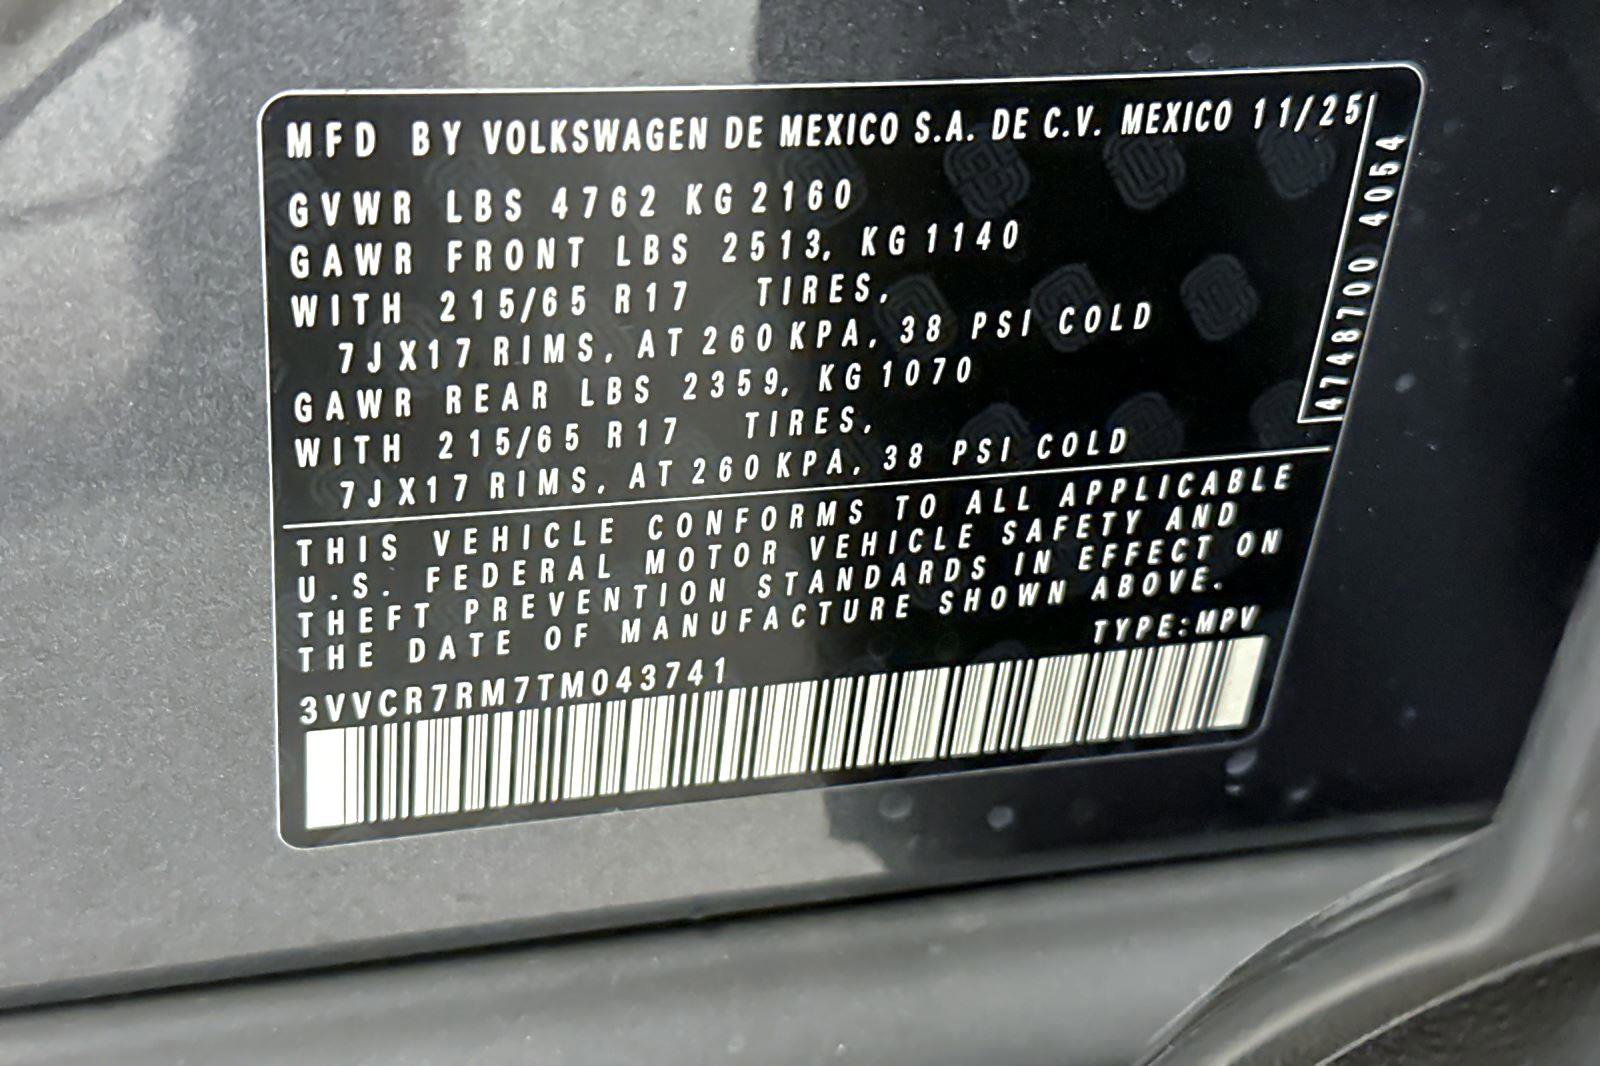 MFD BY VOLKSWAGEN DE MEXICO S.A. DE C.V. MEXICO 11/25
GVWR LBS 4762 KG 2160
GAWR FRONT LBS 2513, KG 1140
WITH 215/65 R17 TIRES,
7JX17 RIMS, AT 260 KPA, 38 PSI COLD
GAWR REAR LBS 2359, KG 1070
WITH 215/65 R17 TIRES,
7JX17 RIMS, AT 260 KPA, 38 PSI COLD
4748700 4054
THIS VEHICLE CONFORMS TO ALL APPLICABLE
U.S. FEDERAL MOTOR VEHICLE SAFETY AND
THEFT PREVENTION STANDARDS IN EFFECT ON
THE DATE OF MANUFACTURE SHOWN ABOVE.
TYPE:MPV
3VVCR7RM7TM043741